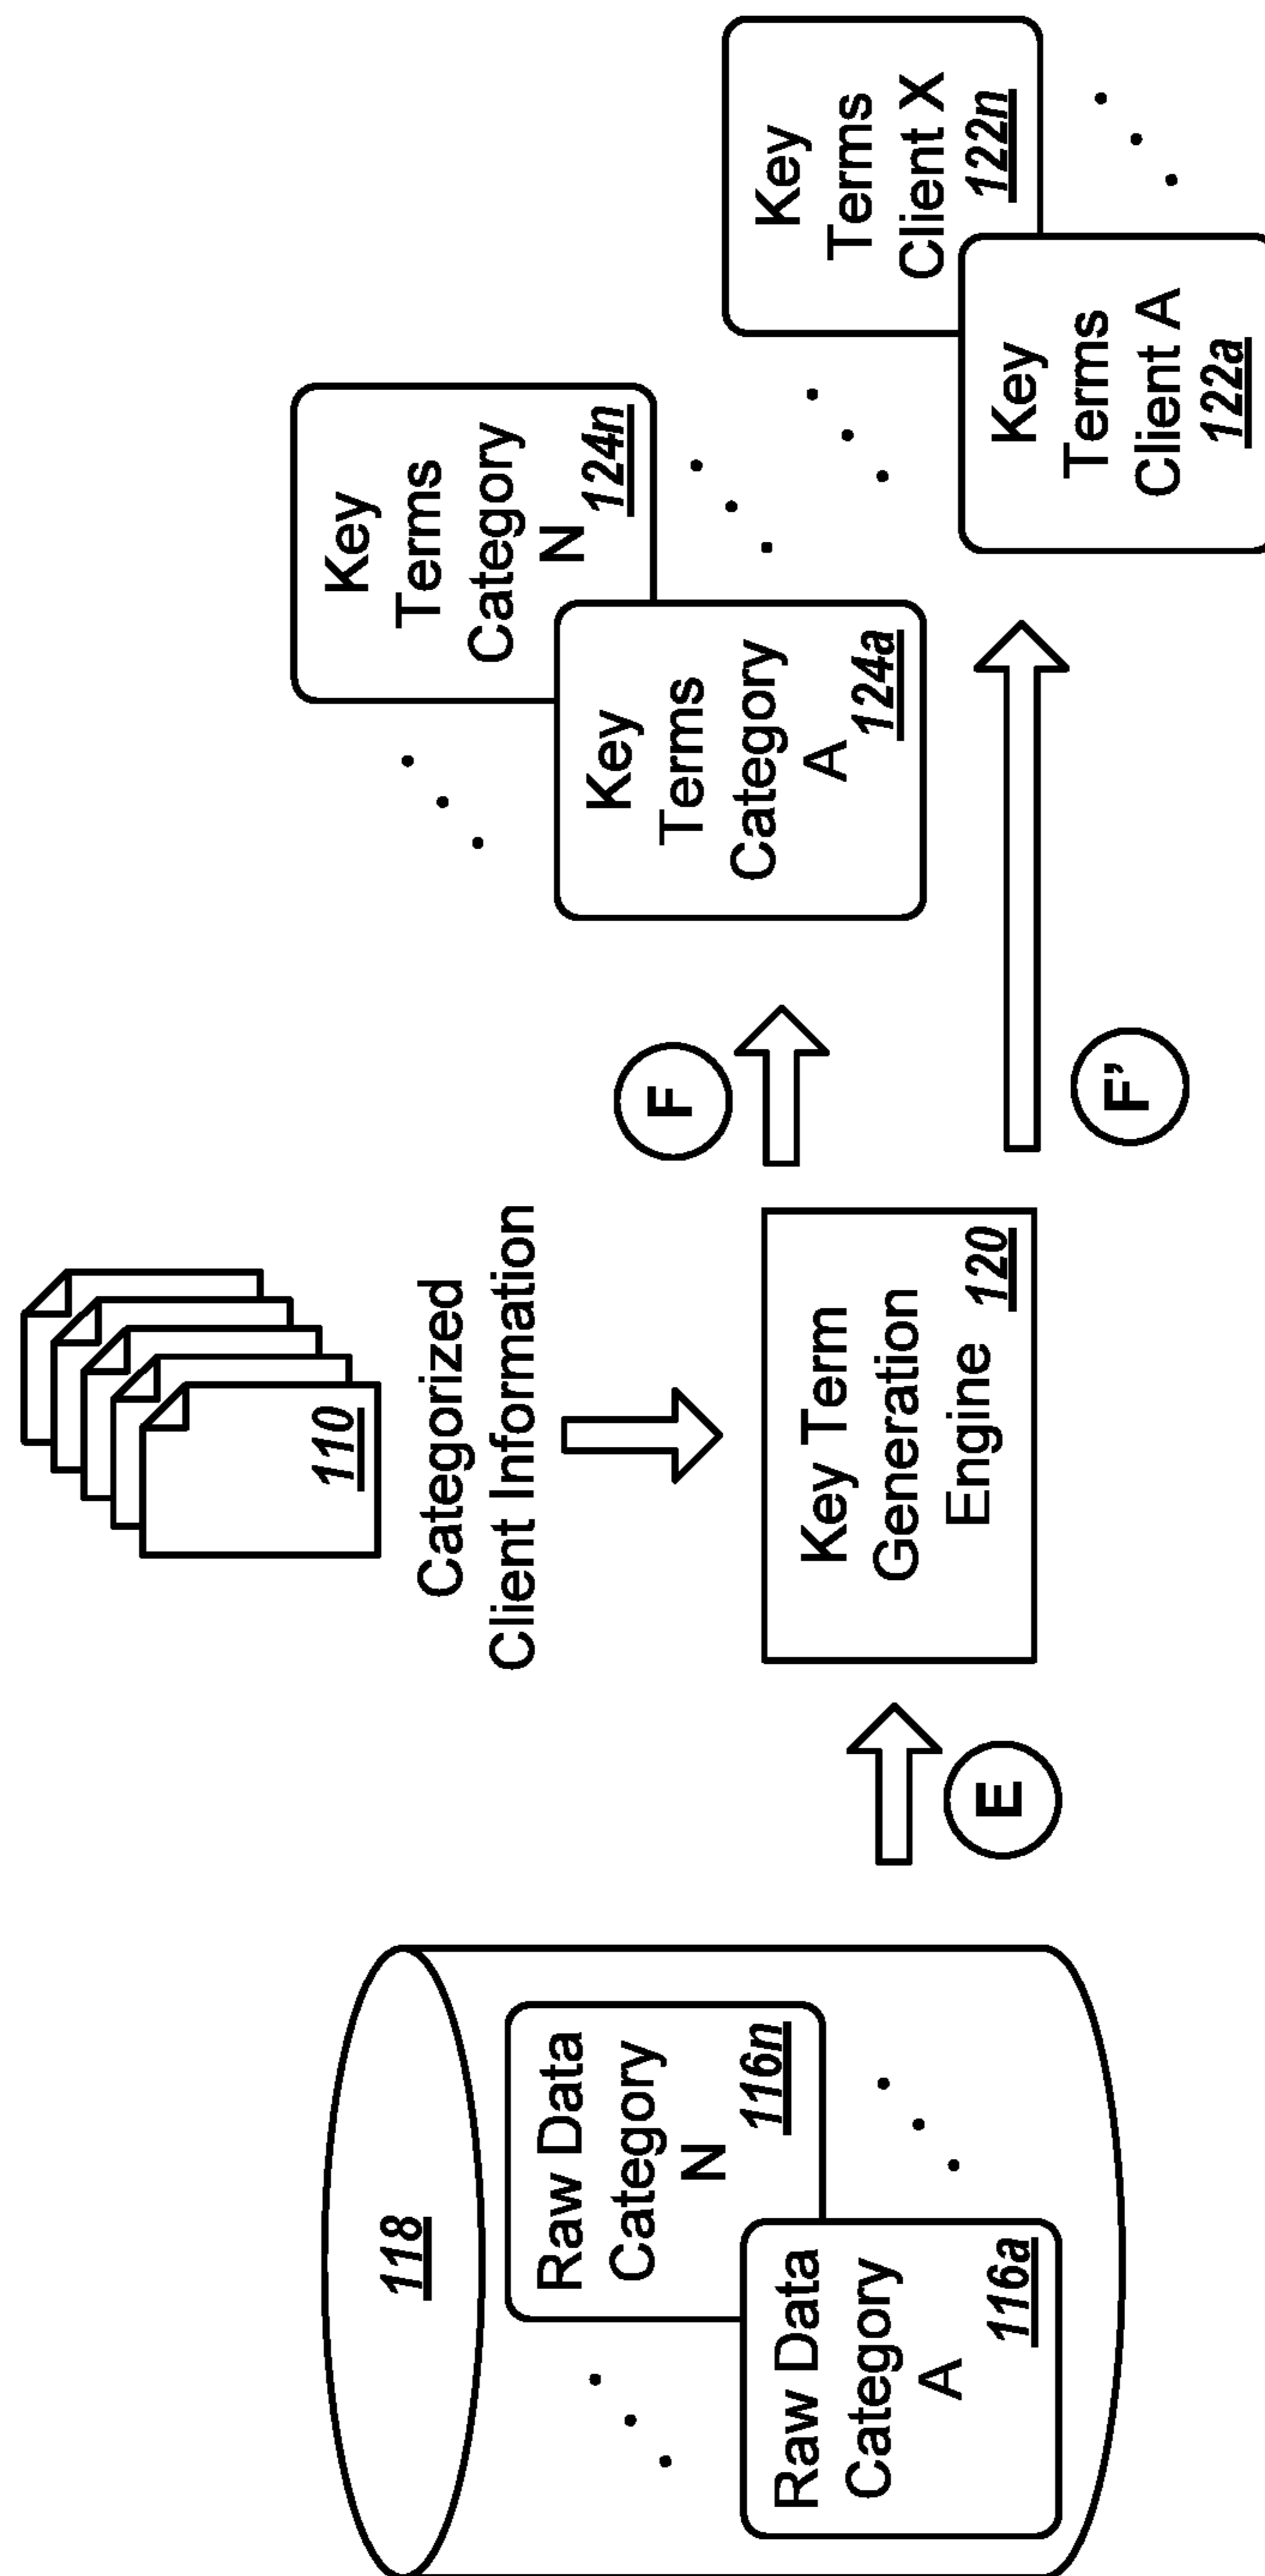 110
Categorized
Client Information
118
Raw Data
Category
N
116n
Raw Data
Category
A
116a
E
Key Term
Generation
Engine
120
F
F'
Key
Terms
Category
N
124n
Key
Terms
Category
A
124a
Key
Terms
Client X
122n
Key
Terms
Client A
122a